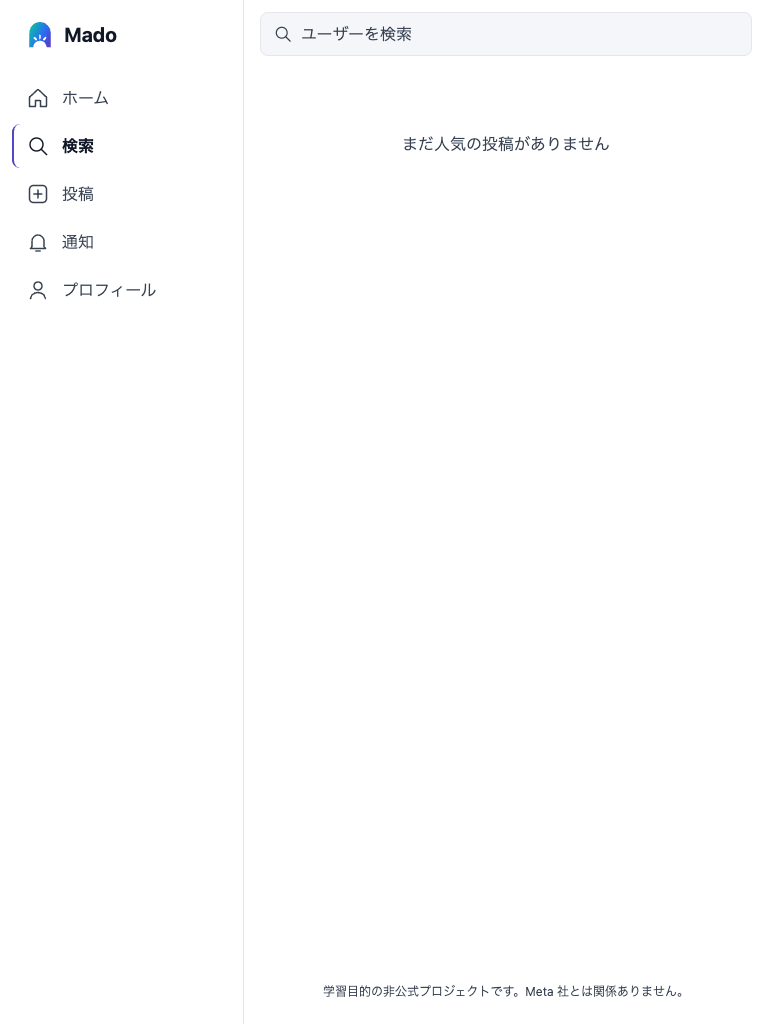 Mado
ホーム
検索
投稿
通知
プロフィール
ユーザーを検索
まだ人気の投稿がありません
学習目的の非公式プロジェクトです。Meta 社とは関係ありません。